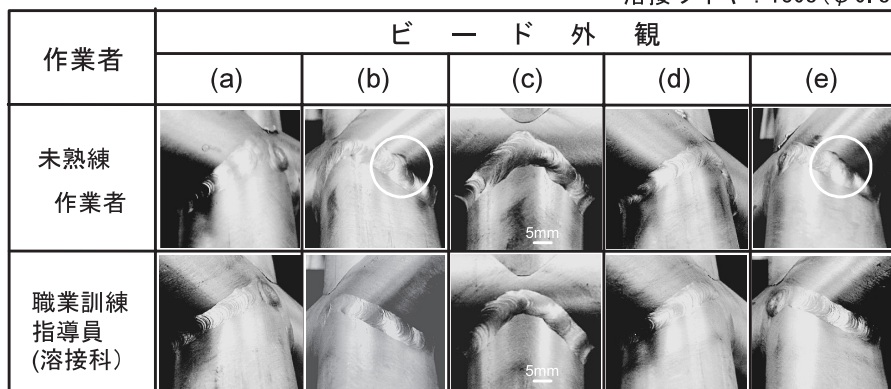 作業者
ビード外観
(a) (b) (c) (d) (e)
未熟練
作業者
5mm
職業訓練
指導員
(溶接科)
5mm